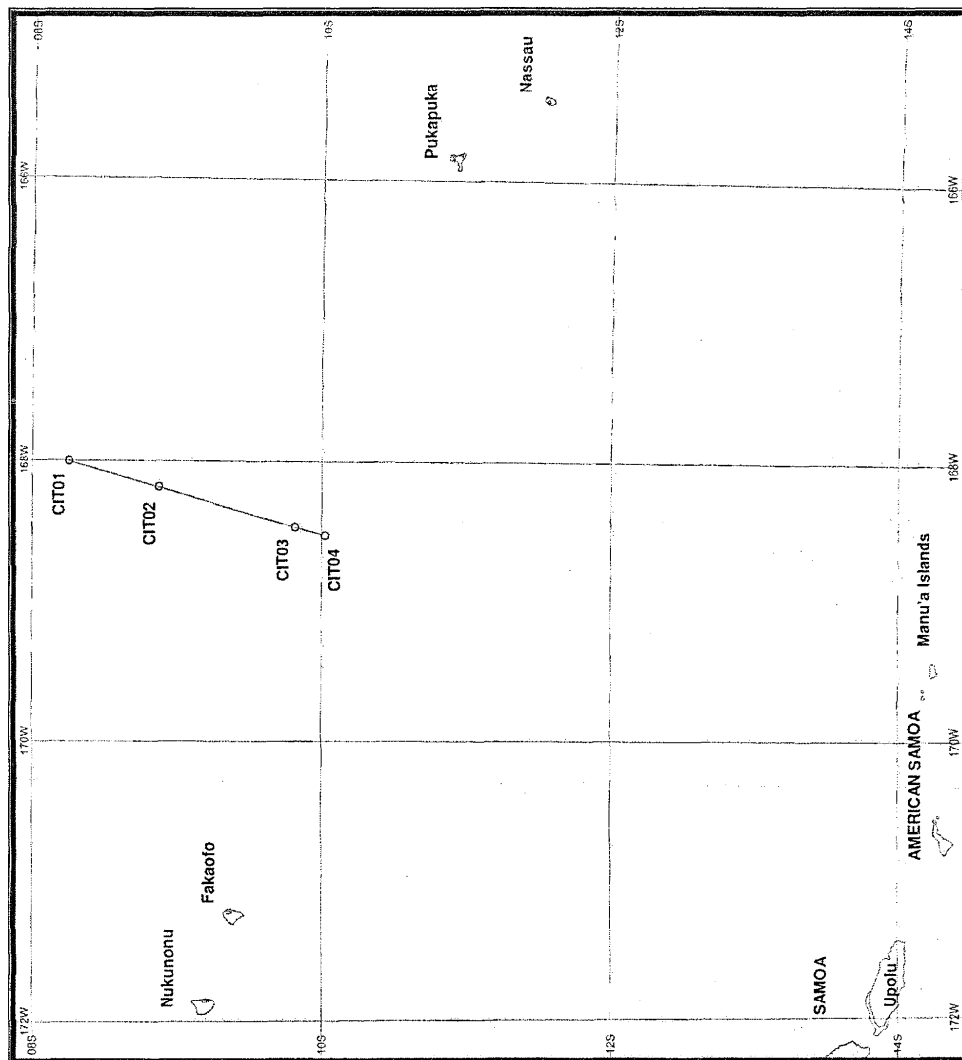 172W
170W
168W
166W
08S
08S
CIT01
CIT02
Nukunonu
Fakaofo
CIT03
10S
10S
CIT04
Pukapuka
Nassau
12S
12S
SAMOA
Upolu
AMERICAN SAMOA
Manu'a Islands
14S
14S
172W
170W
168W
166W